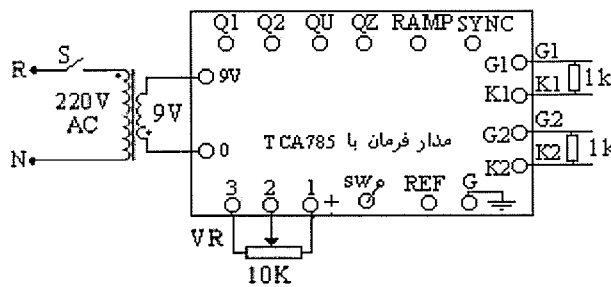 Q1 Q2 QU QZ RAMP SYNC
S
R
220V
AC
9V
N
9V
0
مدار فرمان با TCA785
G1
K1
G2
K2
G1
K1
1k
G2
K2
1k
3 2 1 + SW REF G
VR
10K